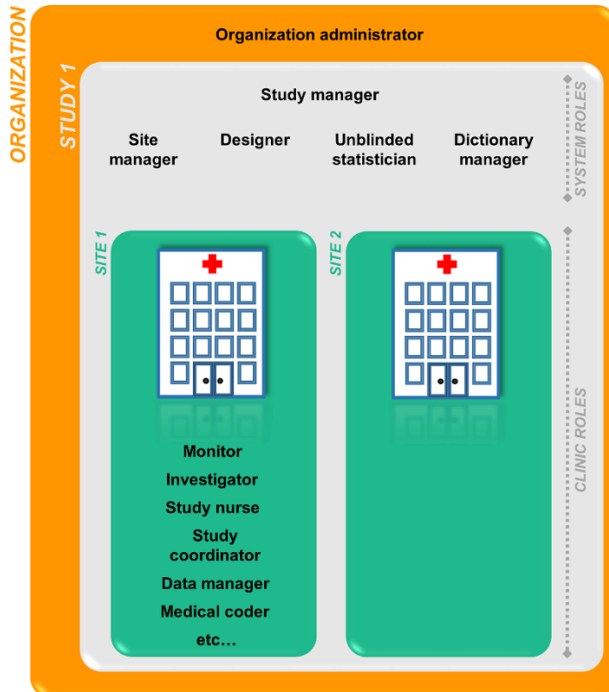 ORGANIZATION
Organization administrator
STUDY 1
Study manager
Site manager
Designer
Unblinded statistician
Dictionary manager
SYSTEM ROLES
SITE 1
SITE 2
Monitor
Investigator
Study nurse
Study
coordinator
Data manager
Medical coder
etc…
CLINIC ROLES